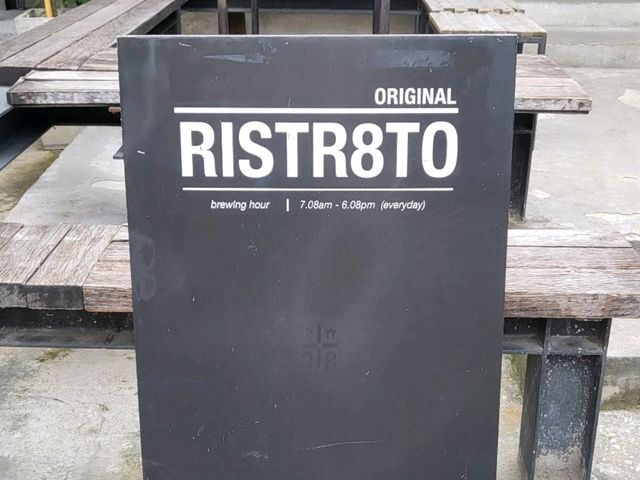 ORIGINAL
RISTR8TO
brewing hour | 7.08am - 6.08pm (everyday)